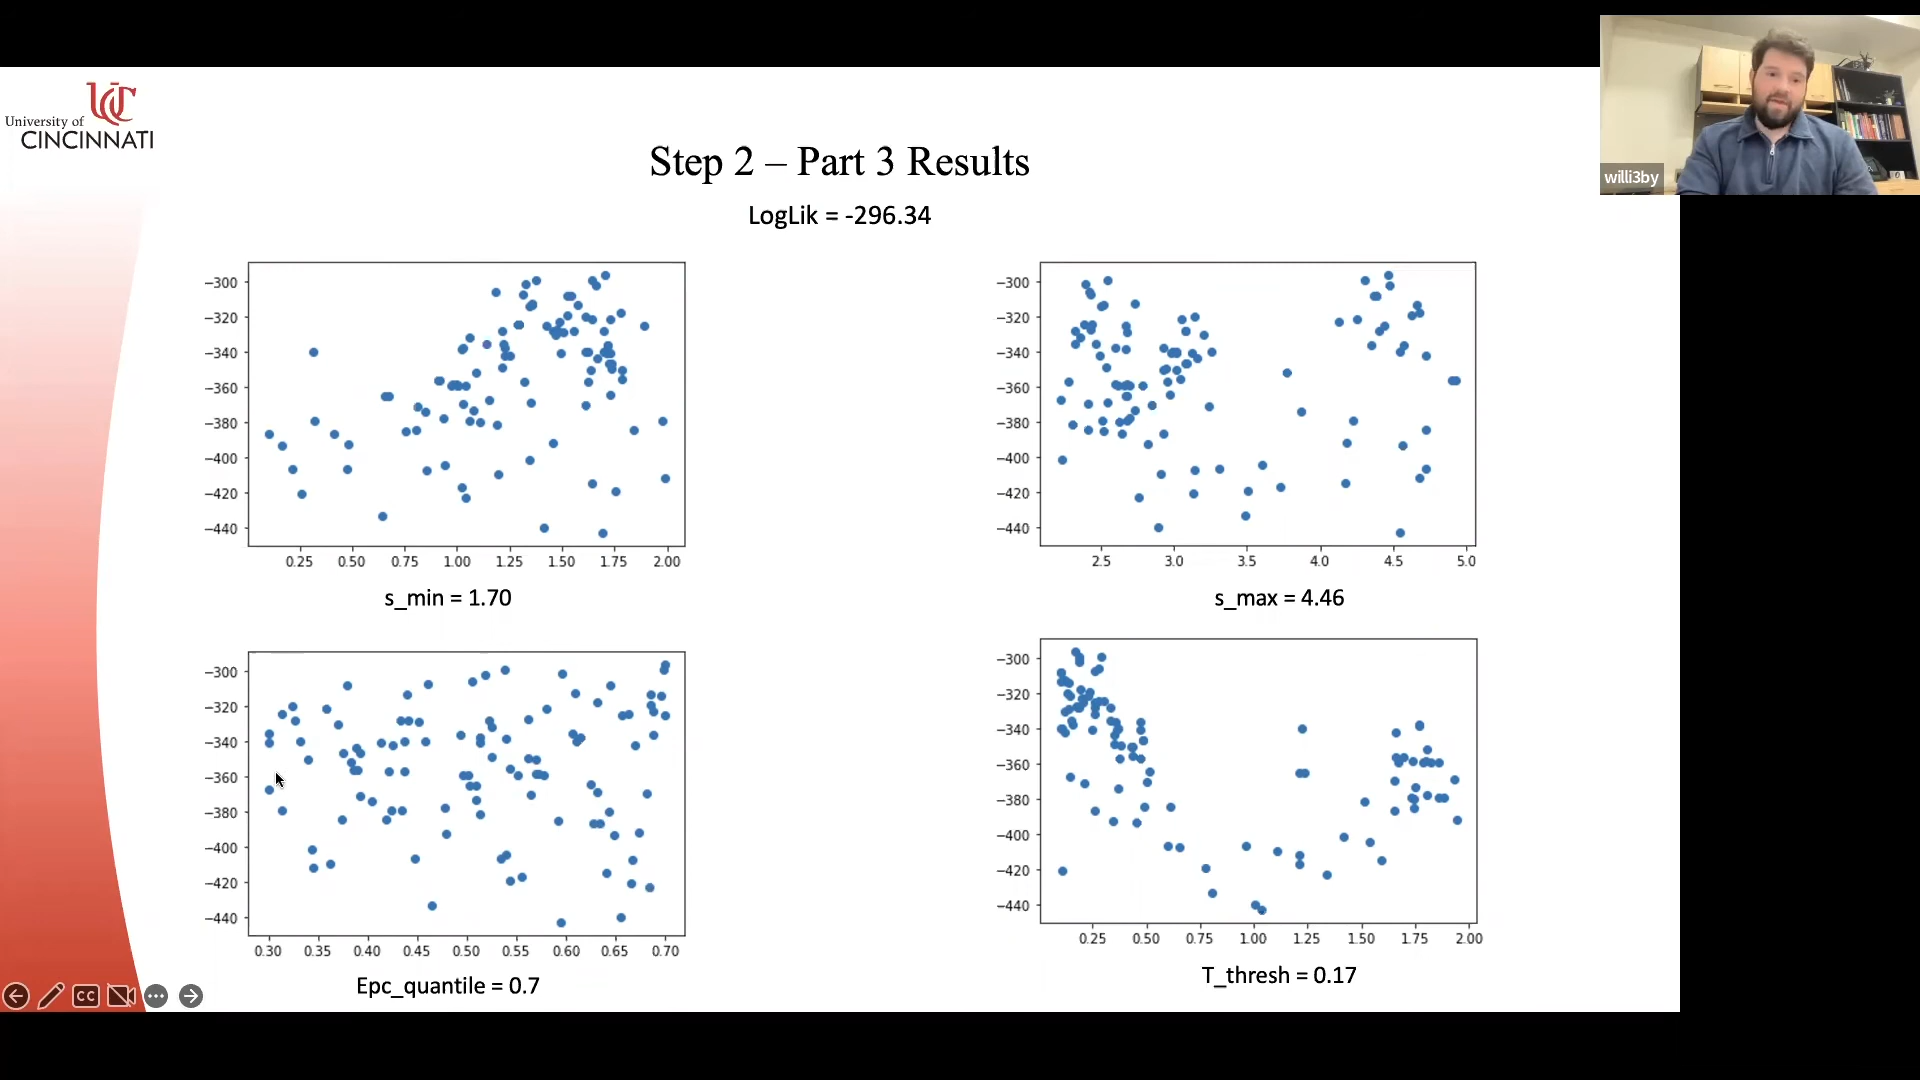 University of
CINCINNATI
willi3by
Step 2 – Part 3 Results
LogLik = -296.34
−300
−320
−340
−360
−380
−400
−420
−440
0.25 0.50 0.75 1.00 1.25 1.50 1.75 2.00
s_min = 1.70
−300
−320
−340
−360
−380
−400
−420
−440
2.5 3.0 3.5 4.0 4.5 5.0
s_max = 4.46
−300
−320
−340
−360
−380
−400
−420
−440
0.30 0.35 0.40 0.45 0.50 0.55 0.60 0.65 0.70
Epc_quantile = 0.7
−300
−320
−340
−360
−380
−400
−420
−440
0.25 0.50 0.75 1.00 1.25 1.50 1.75 2.00
T_thresh = 0.17
CC